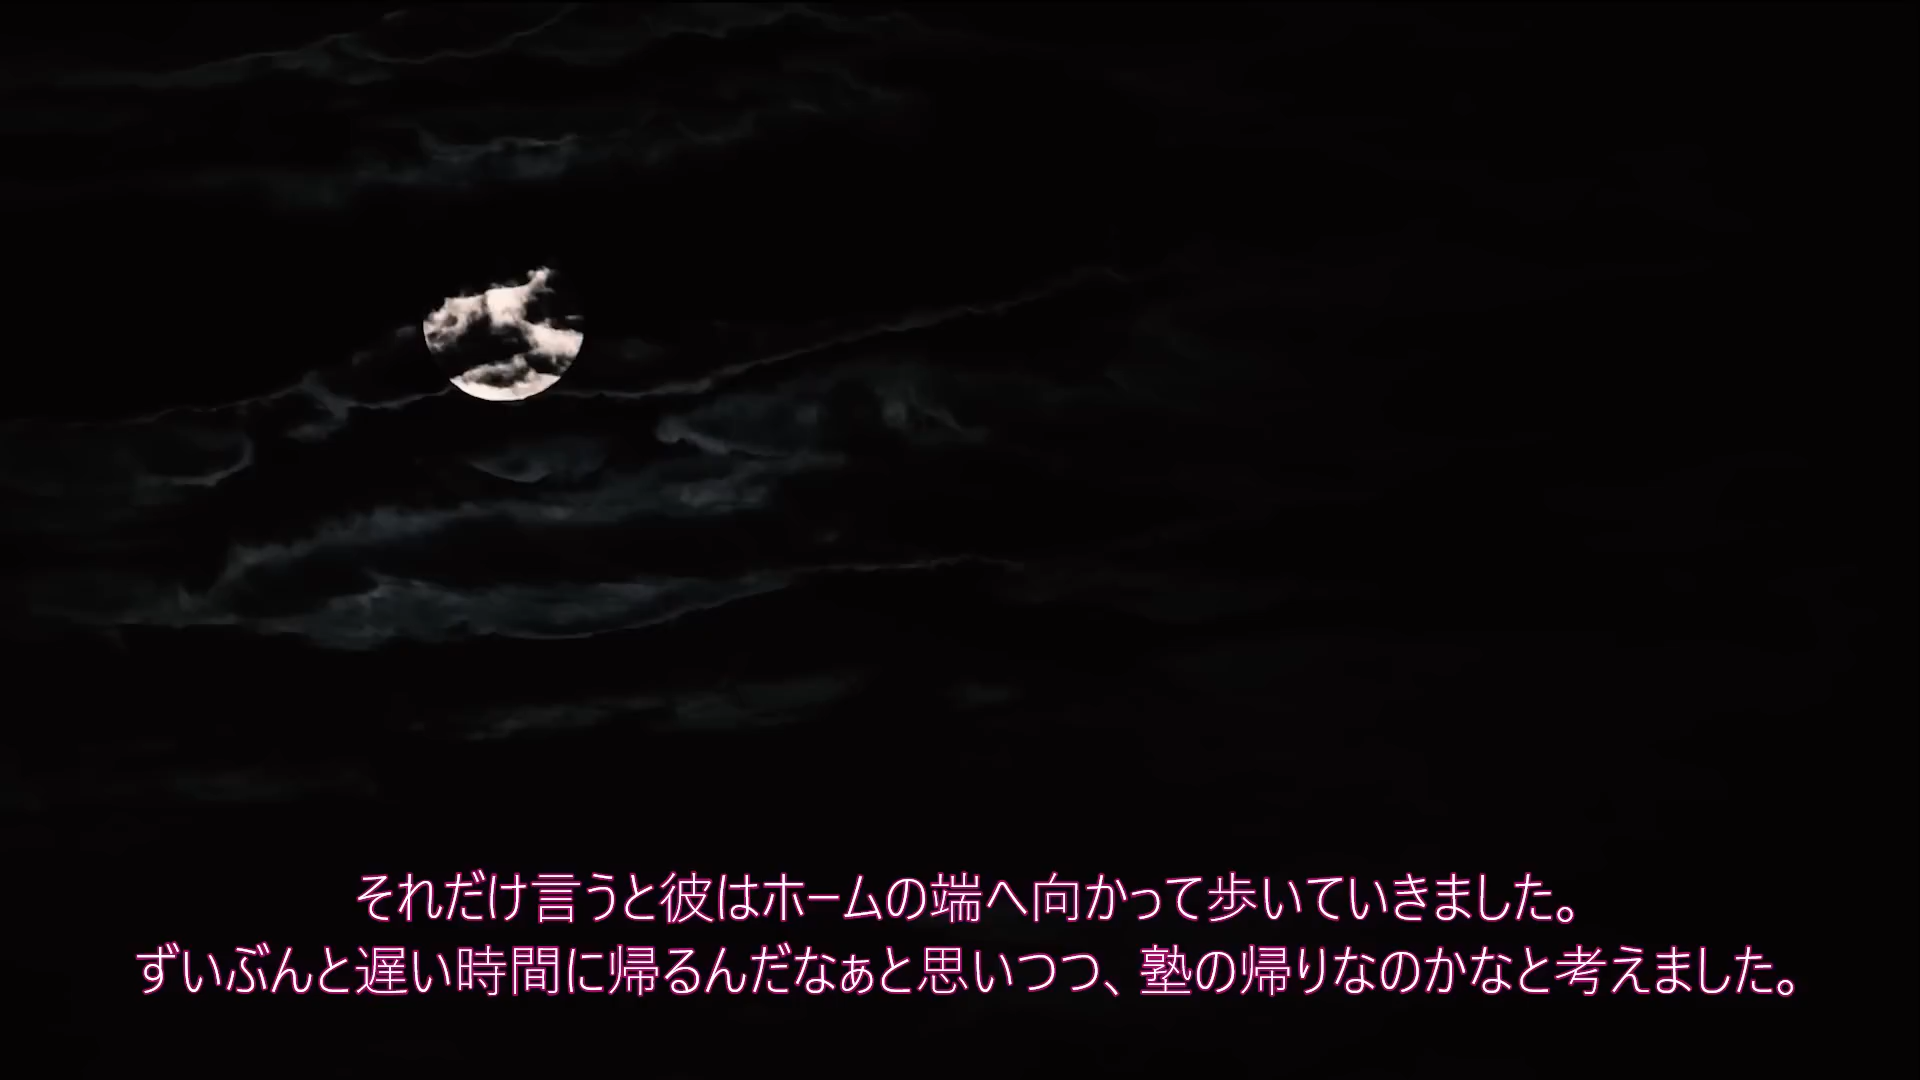 それだけ言うと彼はホームの端へ向かって歩いていきました。
ずいぶんと遅い時間に帰るんだなぁと思いつつ、塾の帰りなのかなと考えました。